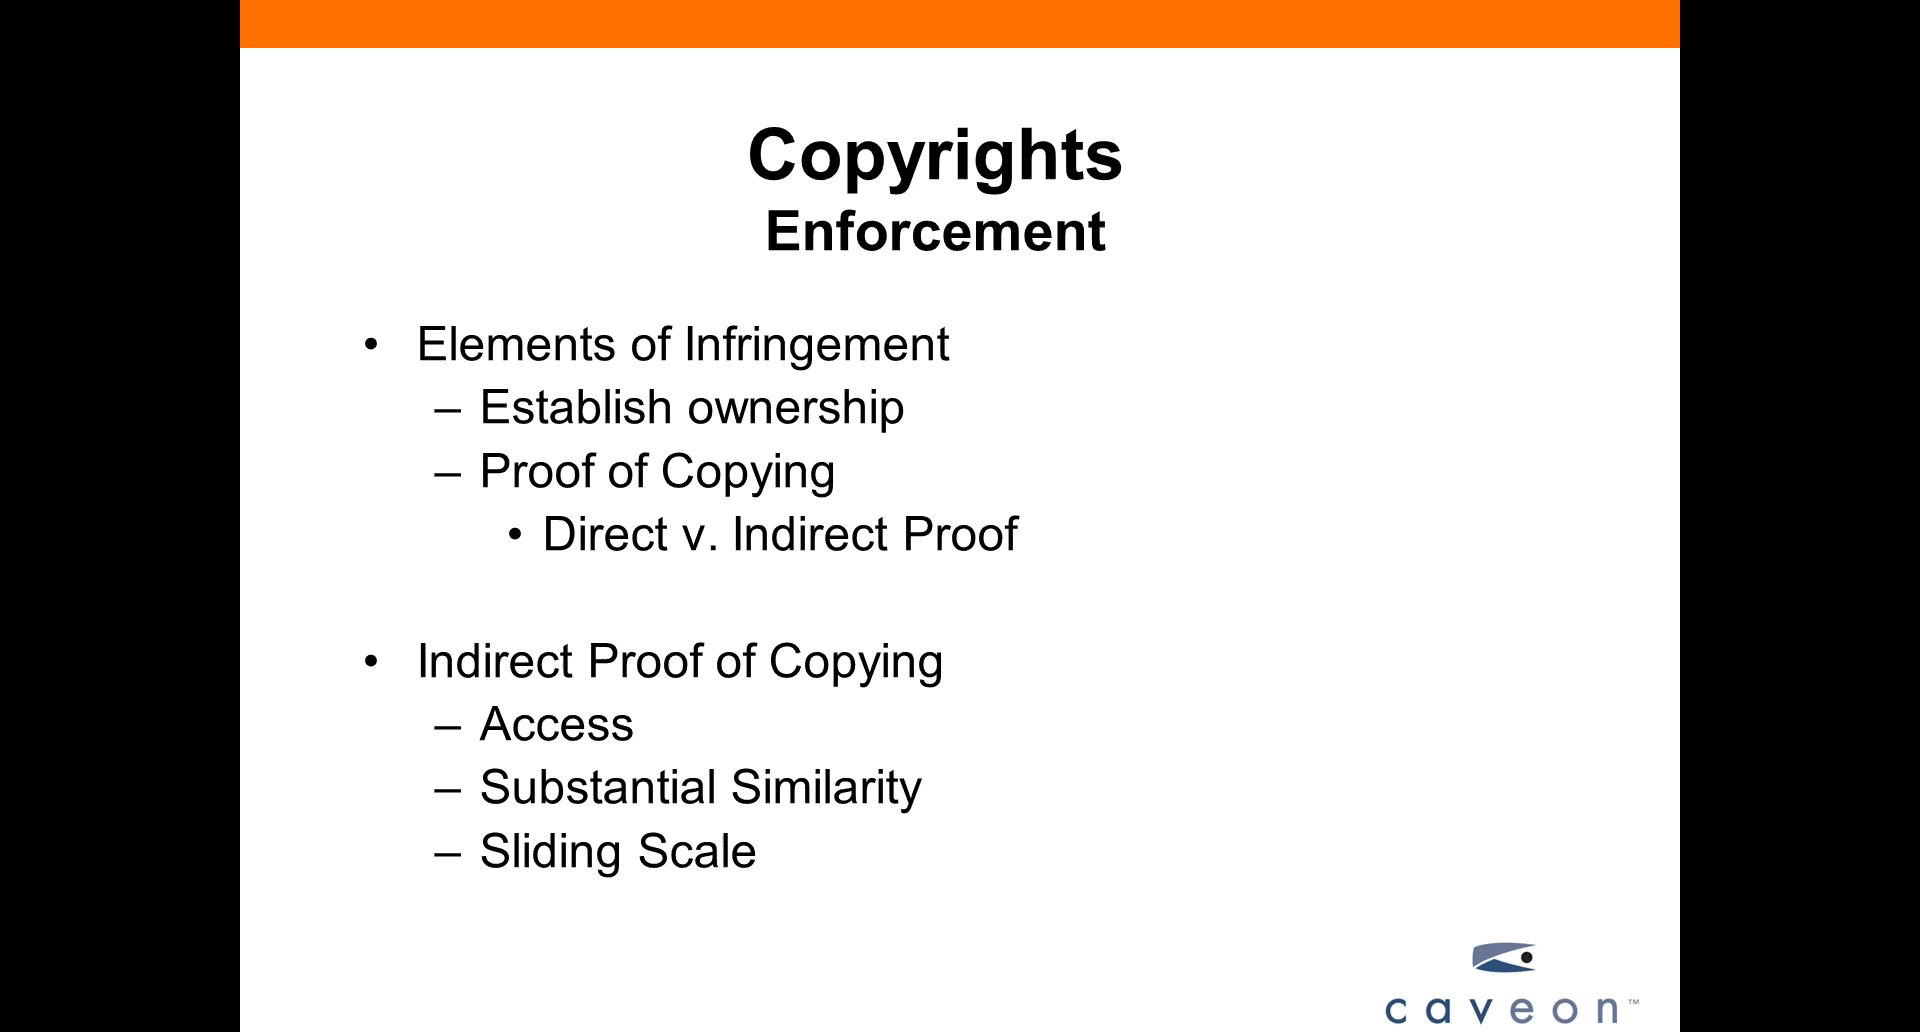 Copyrights
Enforcement
• Elements of Infringement
– Establish ownership
– Proof of Copying
• Direct v. Indirect Proof
• Indirect Proof of Copying
– Access
– Substantial Similarity
– Sliding Scale
caveon™